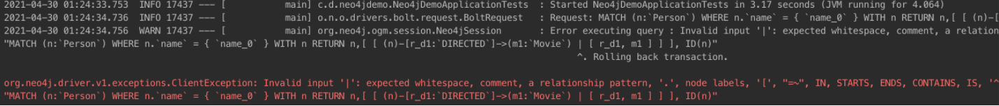 2021-04-30 01:24:33.753  INFO 17437 --- [           main] c.d.neo4jdemo.Neo4jDemoApplicationTests  : Started Neo4jDemoApplicationTests in 3.17 seconds (JVM running for 4.064)
2021-04-30 01:24:34.736  INFO 17437 --- [           main] o.n.o.drivers.bolt.request.BoltRequest   : Request: MATCH (n:`Person`) WHERE n.`name` = { `name_0` } WITH n RETURN n,[ [ (n)-[
2021-04-30 01:24:34.756  WARN 17437 --- [           main] org.neo4j.ogm.session.Neo4jSession       : Error executing query : Invalid input '|': expected whitespace, comment, a relation
"MATCH (n:`Person`) WHERE n.`name` = { `name_0` } WITH n RETURN n,[ [ (n)-[r_d1:`DIRECTED`]->(m1:`Movie`) | [ r_d1, m1 ] ] ], ID(n)"
^. Rolling back transaction.
org.neo4j.driver.v1.exceptions.ClientException: Invalid input '|': expected whitespace, comment, a relationship pattern, '.', node labels, '[', "=~", IN, STARTS, ENDS, CONTAINS, IS, '^
"MATCH (n:`Person`) WHERE n.`name` = { `name_0` } WITH n RETURN n,[ [ (n)-[r_d1:`DIRECTED`]->(m1:`Movie`) | [ r_d1, m1 ] ] ], ID(n)"